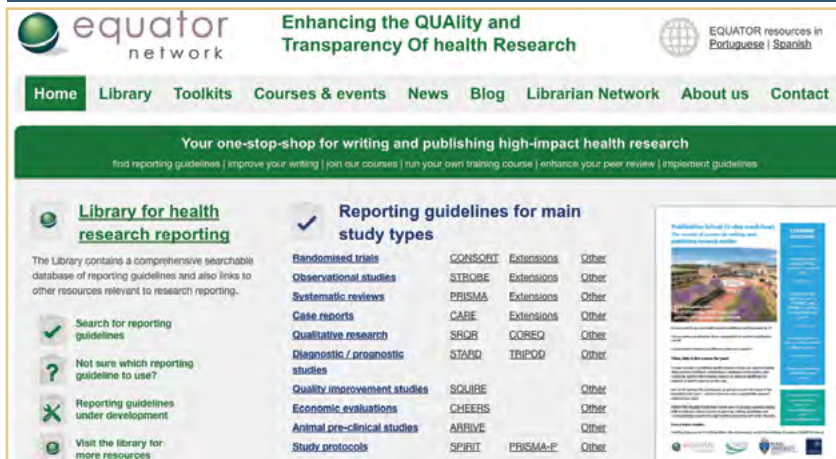 equator
network
Enhancing the QUAlity and
Transparency Of health Research
EQUATOR resources in
Portuguese | Spanish
Home Library Toolkits Courses & events News Blog Librarian Network About us Contact
Your one-stop-shop for writing and publishing high-impact health research
find reporting guidelines | improve your writing | join our courses | run your own training course | enhance your peer review | implement guidelines
Library for health
research reporting
The Library contains a comprehensive searchable
database of reporting guidelines and also links to
other resources relevant to research reporting.
Search for reporting
guidelines
Not sure which reporting
guideline to use?
Reporting guidelines
under development
Visit the library for
more resources
Reporting guidelines for main
study types
Randomised trials CONSORT Extensions Other
Observational studies STROBE Extensions Other
Systematic reviews PRISMA Extensions Other
Case reports CARE Extensions Other
Qualitative research SRQR COREQ Other
Diagnostic / prognostic
studies STARD TRIPOD Other
Quality improvement studies SQUIRE Other
Economic evaluations CHEERS Other
Animal pre-clinical studies ARRIVE Other
Study protocols SPIRIT PRISMA-P Other